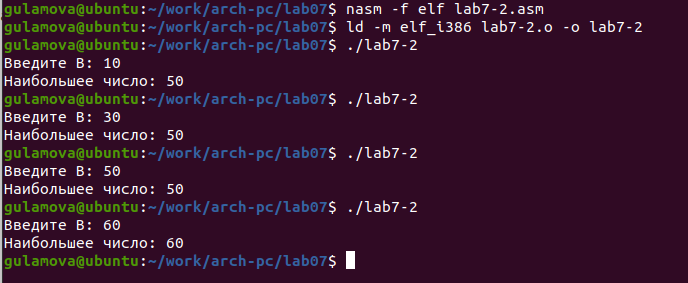 gulamova@ubuntu:~/work/arch-pc/lab07$ nasm -f elf lab7-2.asm
gulamova@ubuntu:~/work/arch-pc/lab07$ ld -m elf_i386 lab7-2.o -o lab7-2
gulamova@ubuntu:~/work/arch-pc/lab07$ ./lab7-2
Введите В: 10
Наибольшее число: 50
gulamova@ubuntu:~/work/arch-pc/lab07$ ./lab7-2
Введите В: 30
Наибольшее число: 50
gulamova@ubuntu:~/work/arch-pc/lab07$ ./lab7-2
Введите В: 50
Наибольшее число: 50
gulamova@ubuntu:~/work/arch-pc/lab07$ ./lab7-2
Введите В: 60
Наибольшее число: 60
gulamova@ubuntu:~/work/arch-pc/lab07$